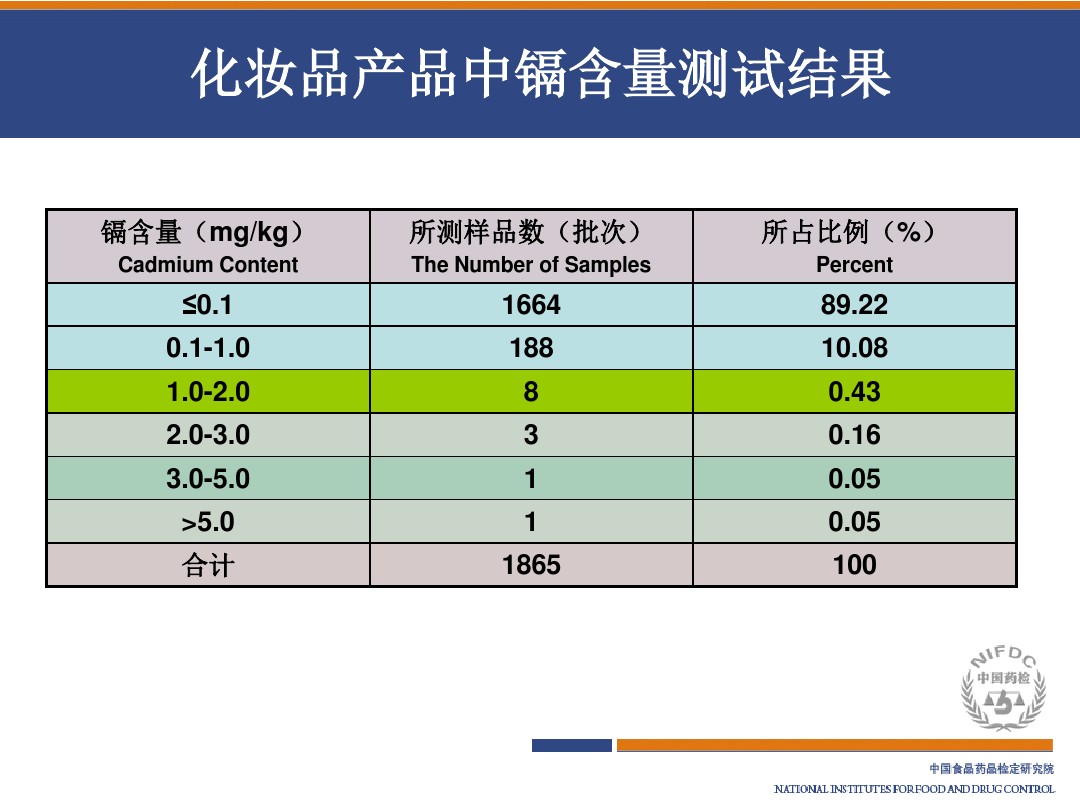 化妆品产品中镉含量测试结果
镉含量（mg/kg） 所测样品数（批次） 所占比例（%）
Cadmium Content The Number of Samples Percent
≤0.1 1664 89.22
0.1-1.0 188 10.08
1.0-2.0 8 0.43
2.0-3.0 3 0.16
3.0-5.0 1 0.05
>5.0 1 0.05
合计 1865 100
NIFDC
中国药检
中国食品药品检定研究院
NATIONAL INSTITUTES FOR FOOD AND DRUG CONTROL